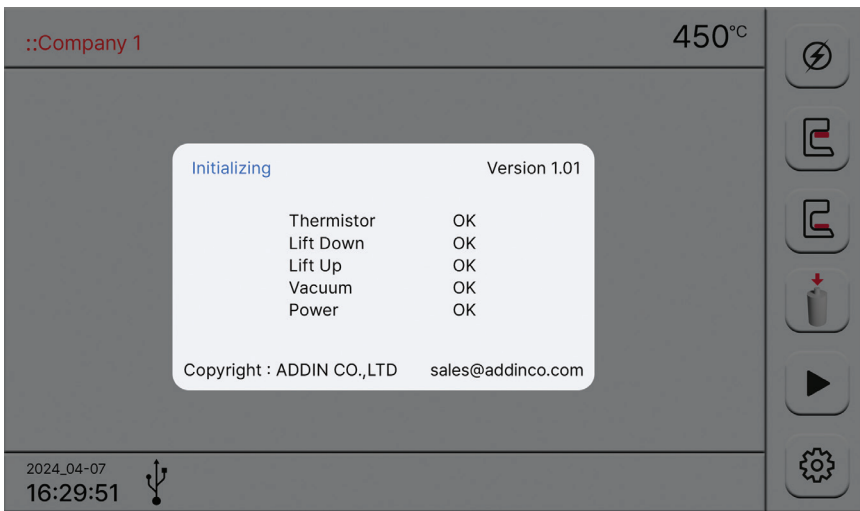 ::Company 1
450°C
Initializing Version 1.01
Thermistor OK
Lift Down OK
Lift Up OK
Vacuum OK
Power OK
Copyright : ADDIN CO.,LTD sales@addinco.com
2024_04-07
16:29:51